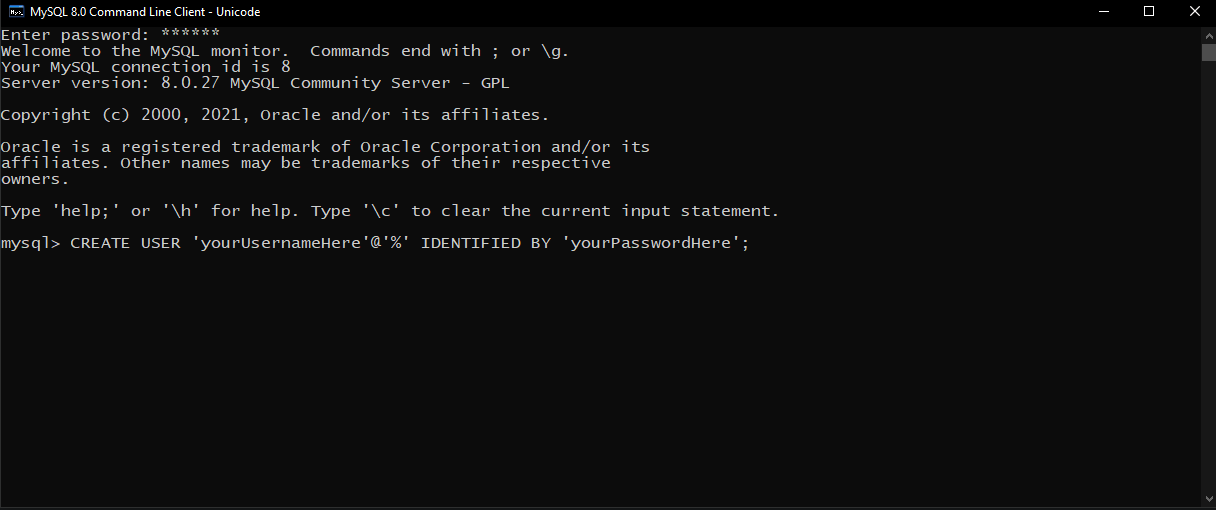 MySQL 8.0 Command Line Client - Unicode
Enter password: ******
Welcome to the MySQL monitor.  Commands end with ; or \g.
Your MySQL connection id is 8
Server version: 8.0.27 MySQL Community Server - GPL
Copyright (c) 2000, 2021, Oracle and/or its affiliates.
Oracle is a registered trademark of Oracle Corporation and/or its
affiliates. Other names may be trademarks of their respective
owners.
Type 'help;' or '\h' for help. Type '\c' to clear the current input statement.
mysql> CREATE USER 'yourUsernameHere'@'%' IDENTIFIED BY 'yourPasswordHere';